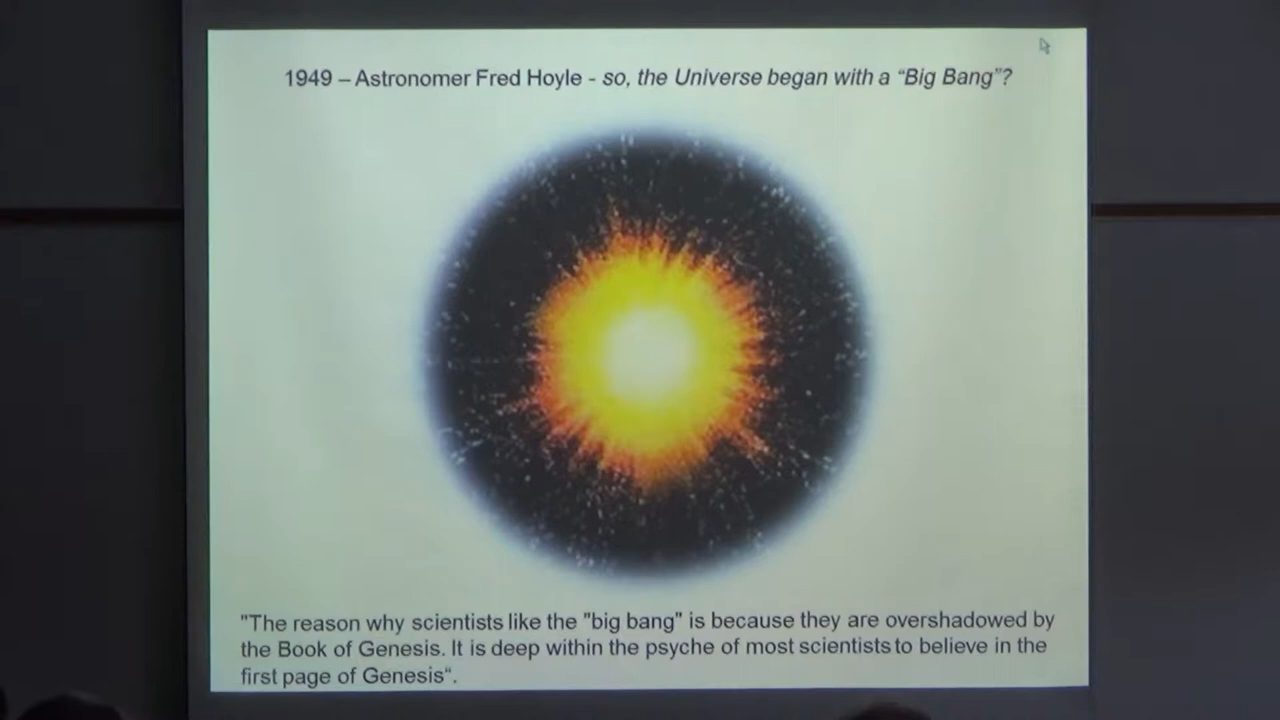 1949 – Astronomer Fred Hoyle - so, the Universe began with a “Big Bang”?
"The reason why scientists like the "big bang" is because they are overshadowed by
the Book of Genesis. It is deep within the psyche of most scientists to believe in the
first page of Genesis“.